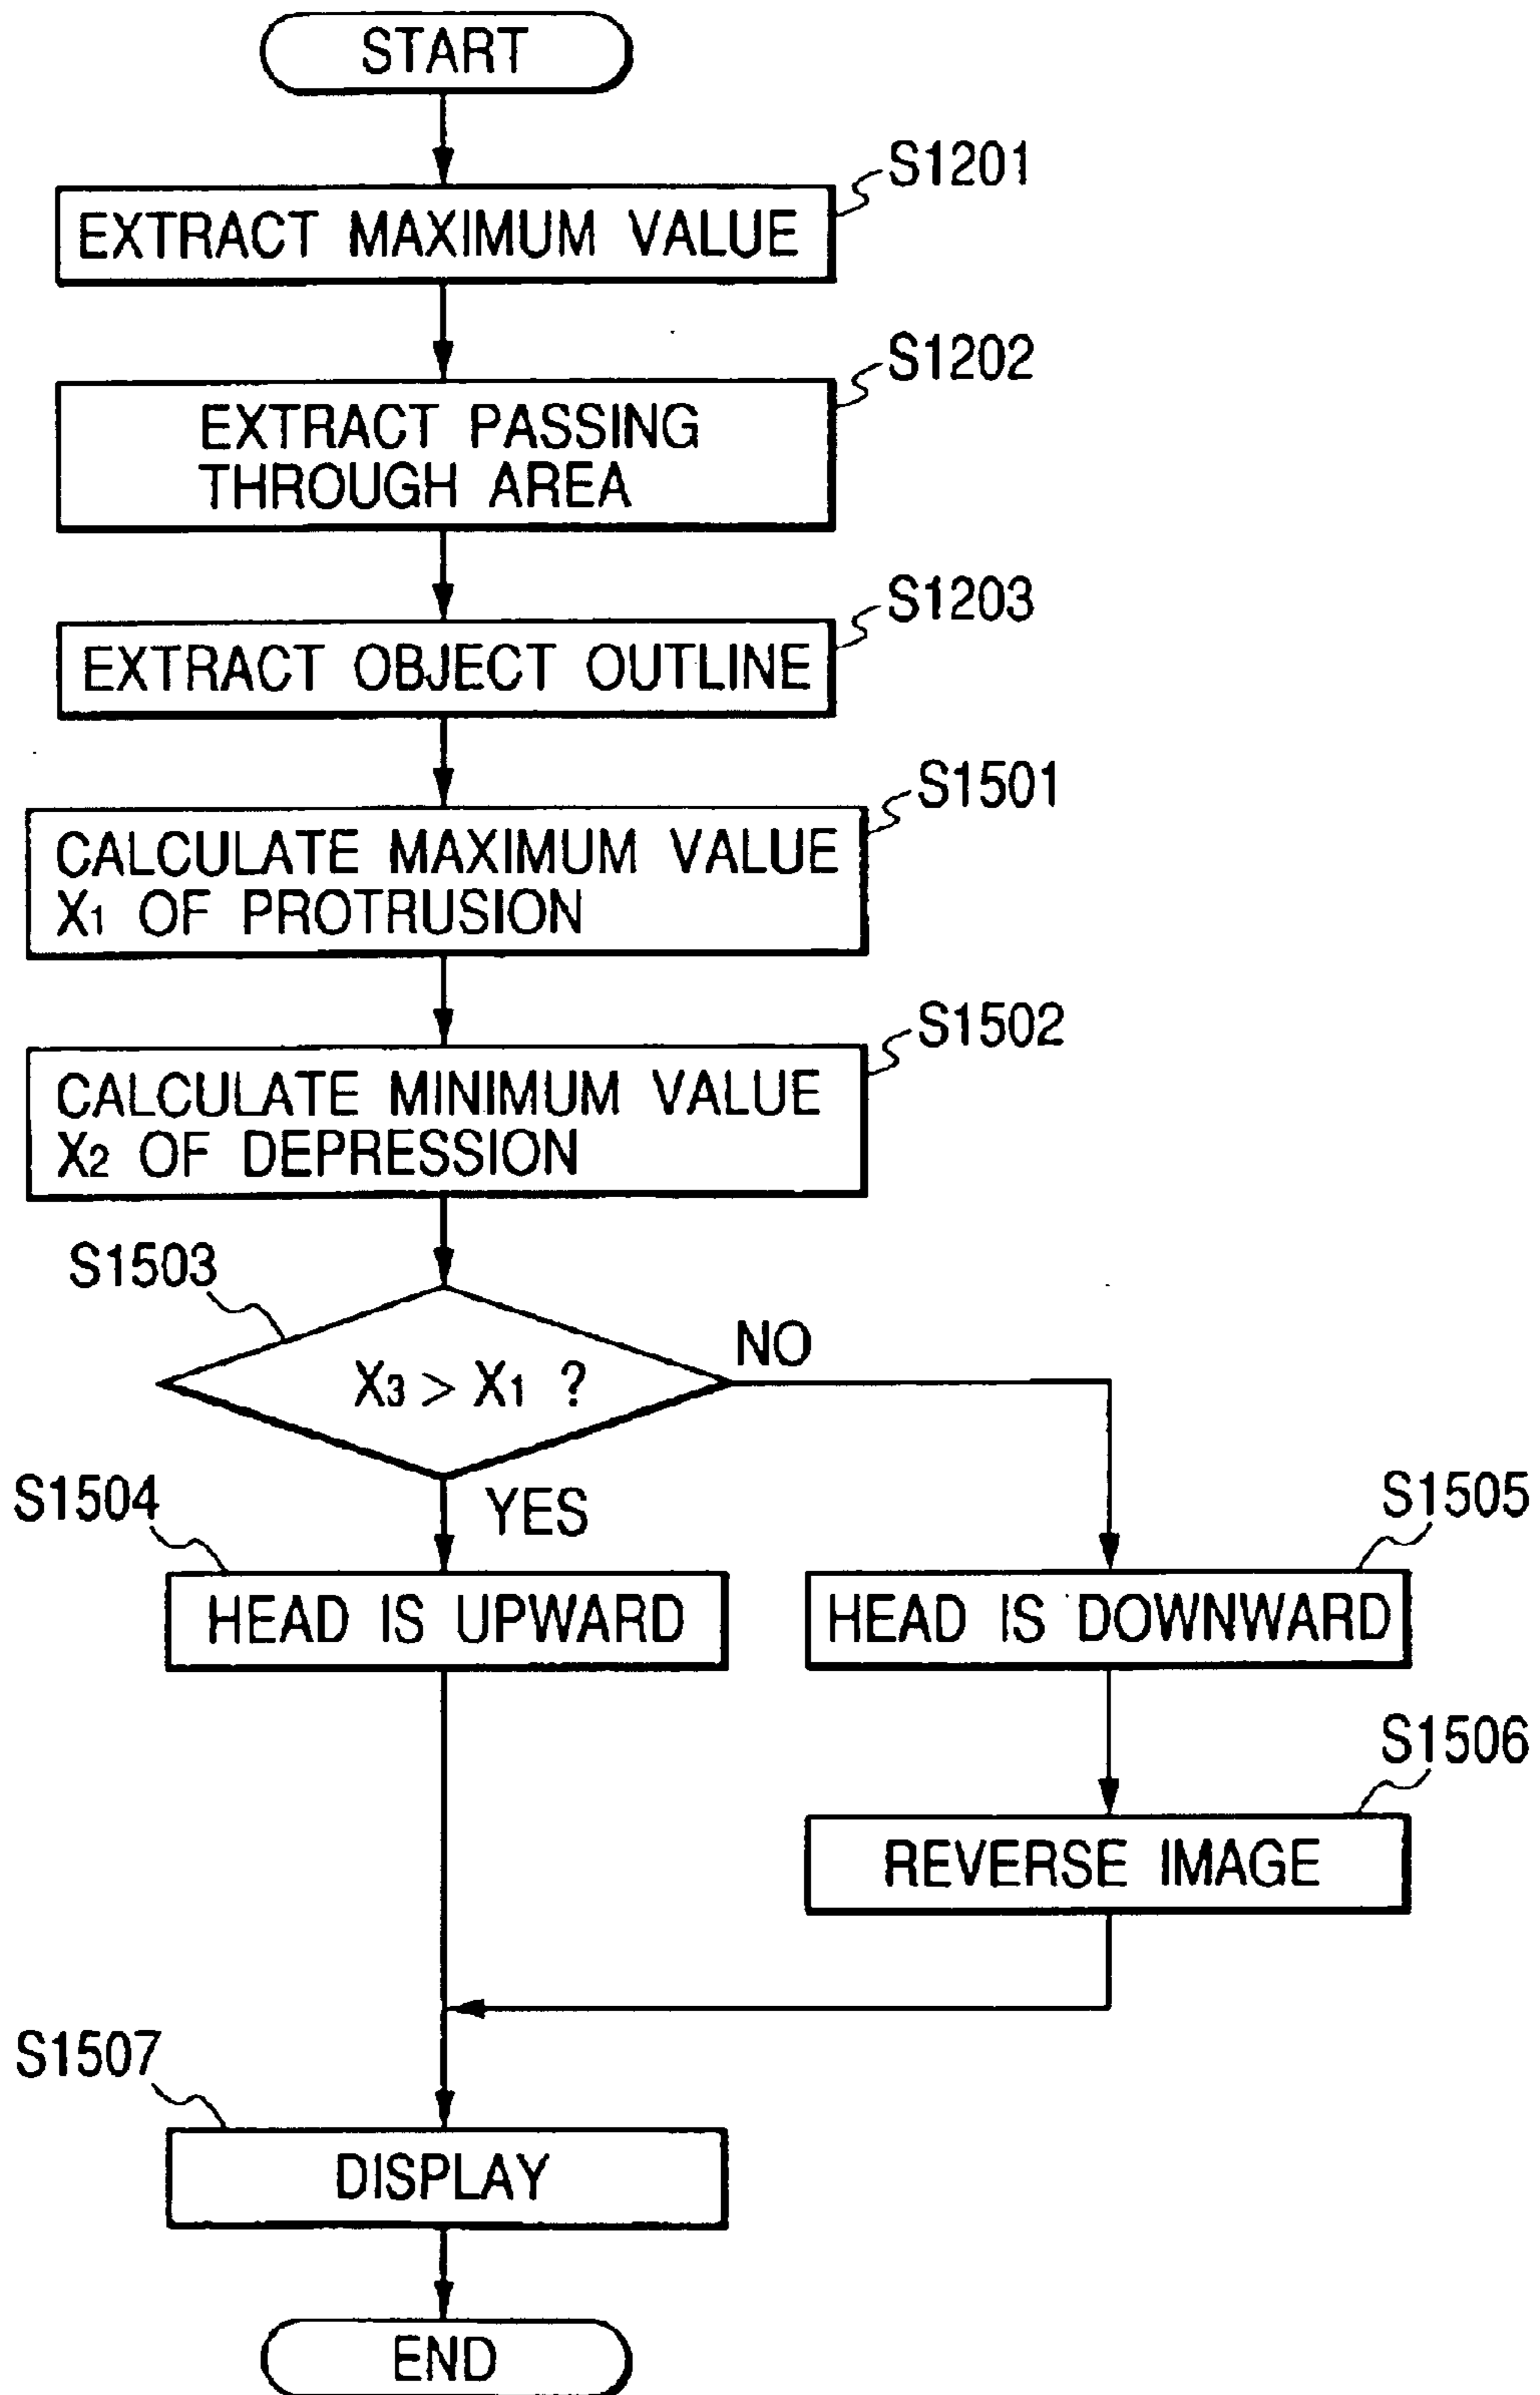 START
S1201
EXTRACT MAXIMUM VALUE
S1202
EXTRACT PASSING
THROUGH AREA
S1203
EXTRACT OBJECT OUTLINE
S1501
CALCULATE MAXIMUM VALUE
X1 OF PROTRUSION
S1502
CALCULATE MINIMUM VALUE
X2 OF DEPRESSION
S1503
X3 > X1 ?
NO
YES
S1504
HEAD IS UPWARD
S1505
HEAD IS DOWNWARD
S1506
REVERSE IMAGE
S1507
DISPLAY
END